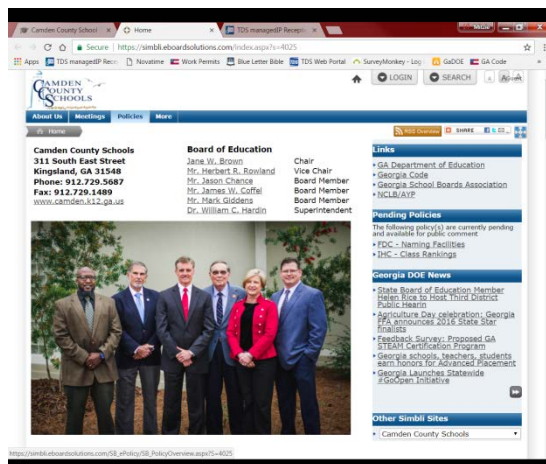 Camden County School
Home
TDS managedIP Recep
Secure | https://simbli.eboardsolutions.com/index.aspx?s=4025
Apps
TDS managedIP Rece
Novatime
Work Permits
Blue Letter Bible
TDS Web Portal
SurveyMonkey - Log
GaDOE
GA Code
CAMDEN
COUNTY
SCHOOLS
LOGIN
SEARCH
About Us
Meetings
Policies
More
Home
RSS Overview
SHARE
Camden County Schools
311 South East Street
Kingsland, GA 31548
Phone: 912.729.5687
Fax: 912.729.1489
www.camden.k12.ga.us
Board of Education
Jane W. Brown Chair
Mr. Herbert R. Rowland Vice Chair
Mr. Jason Chance Board Member
Mr. James W. Coffel Board Member
Mr. Mark Giddens Board Member
Dr. William C. Hardin Superintendent
Links
GA Department of Education
Georgia Code
Georgia School Boards Association
NCLB/AYP
Pending Policies
The following policy(s) are currently pending
and available for public comment
FDC - Naming Facilities
IHC - Class Rankings
Georgia DOE News
State Board of Education Member
Helen Rice to Host Third District
Public Hearin
Agriculture Day celebration: Georgia
FFA announces 2016 State Star
finalists
Feedback Survey: Proposed GA
STEAM Certification Program
Georgia schools, teachers, students
earn honors for Advanced Placement
Georgia Launches Statewide
#GoOpen Initiative
Other Simbli Sites
Camden County Schools
https://simbli.eboardsolutions.com/SB_ePolicy/SB_PolicyOverview.aspx?S=4025